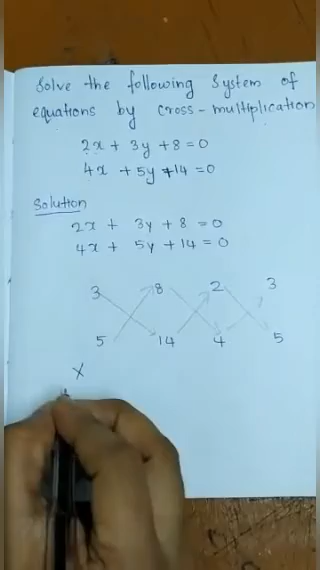 Solve the following System of
equations by cross-multiplication
2x + 3y + 8 = 0
4x + 5y + 14 = 0
Solution
2x + 3y + 8 = 0
4x + 5y + 14 = 0
3 8 2 3
5 14 4 5
x